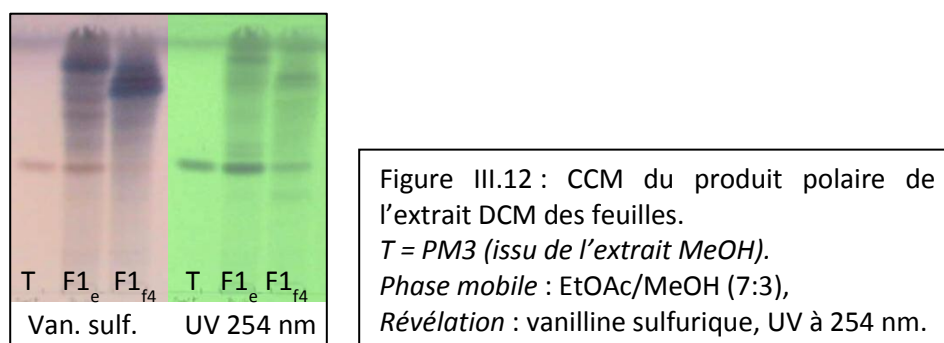 T F1e F1f4 T F1e F1f4
Van. sulf. UV 254 nm
Figure III.12 : CCM du produit polaire de
l’extrait DCM des feuilles.
T = PM3 (issu de l’extrait MeOH).
Phase mobile : EtOAc/MeOH (7:3),
Révélation : vanilline sulfurique, UV à 254 nm.